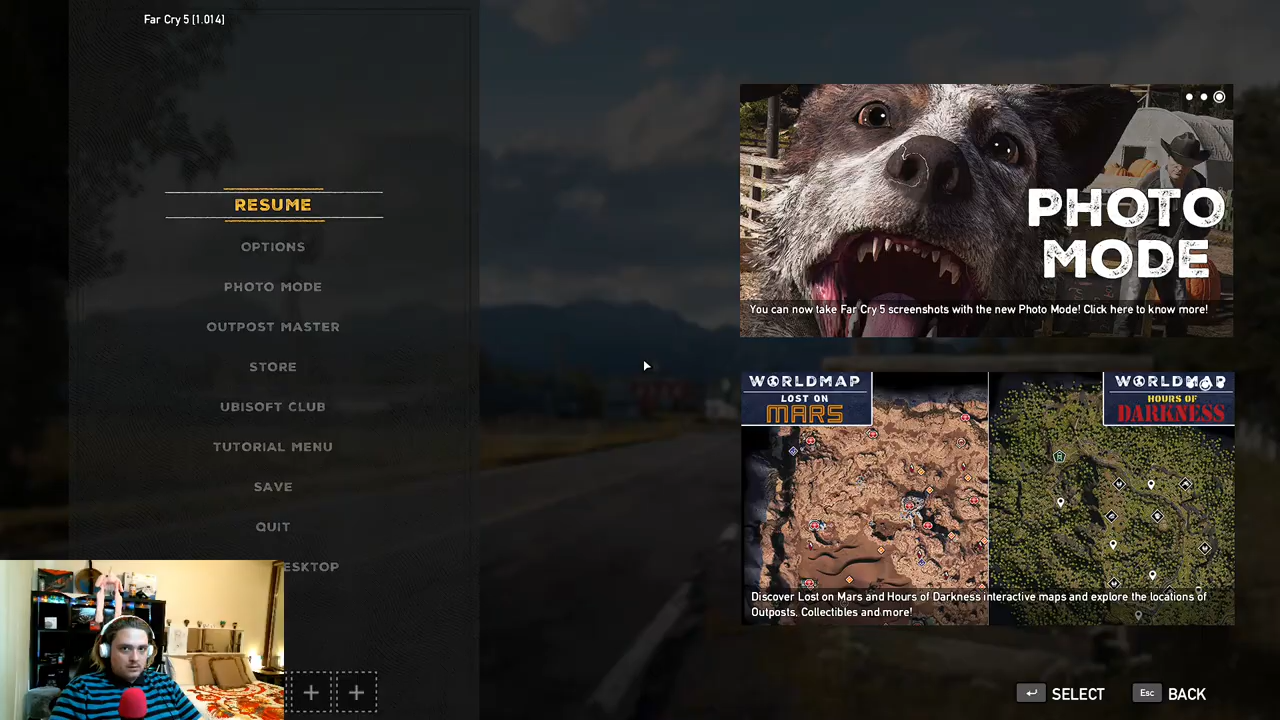 Far Cry 5 [1.014]
RESUME
OPTIONS
PHOTO MODE
OUTPOST MASTER
STORE
UBISOFT CLUB
TUTORIAL MENU
SAVE
QUIT
ESKTOP
PHOTO
MODE
You can now take Far Cry 5 screenshots with the new Photo Mode! Click here to know more!
WORLDMAP
LOST ON
MARS
WORLDMAP
HOURS OF
DARKNESS
Discover Lost on Mars and Hours of Darkness interactive maps and explore the locations of
Outposts, Collectibles and more!
SELECT
Esc BACK